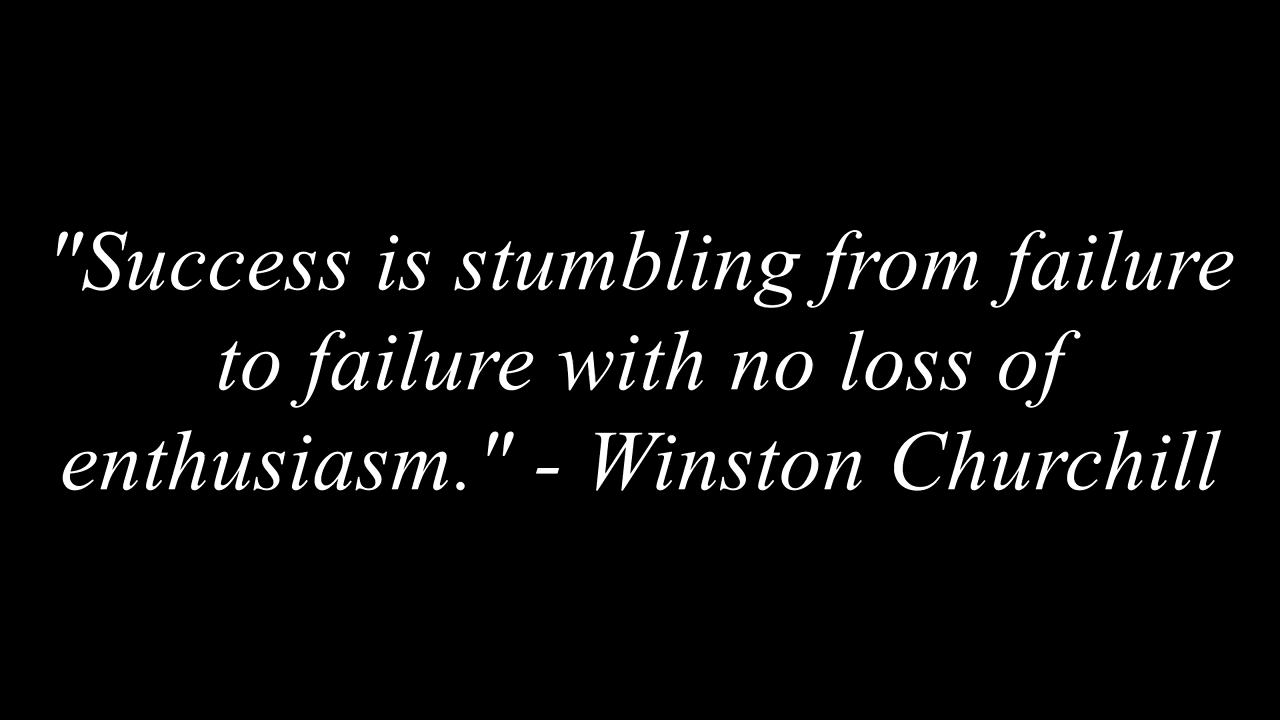 "Success is stumbling from failure
to failure with no loss of
enthusiasm." - Winston Churchill